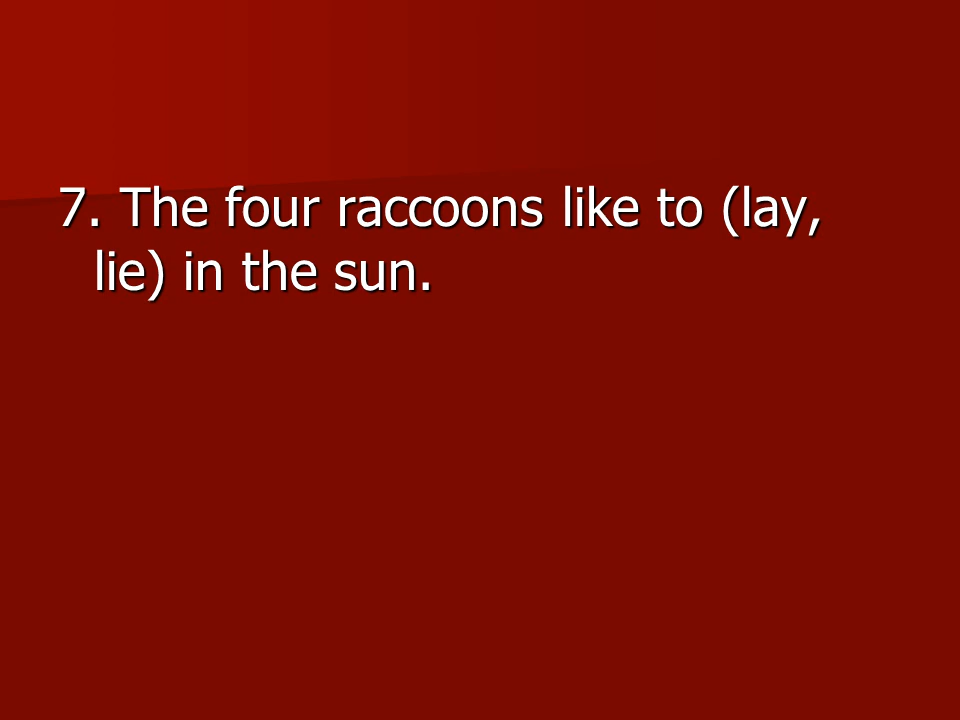 7. The four raccoons like to (lay,
lie) in the sun.